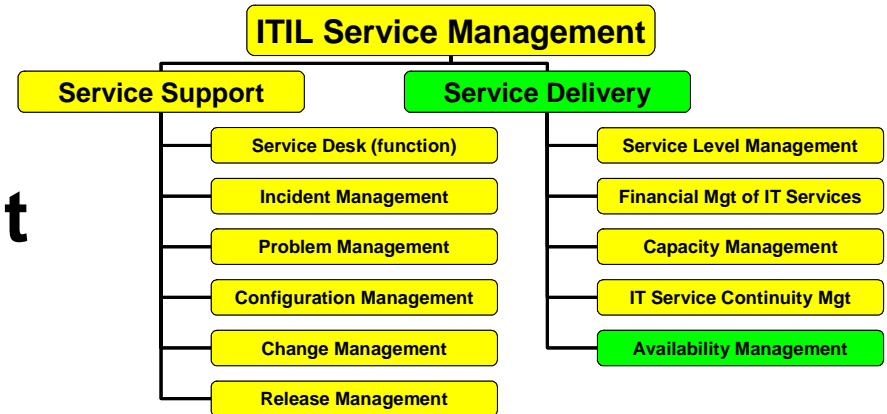 ITIL Service Management
Service Support
Service Delivery
Service Desk (function)
Incident Management
Problem Management
Configuration Management
Change Management
Release Management
Service Level Management
Financial Mgt of IT Services
Capacity Management
IT Service Continuity Mgt
Availability Management
t